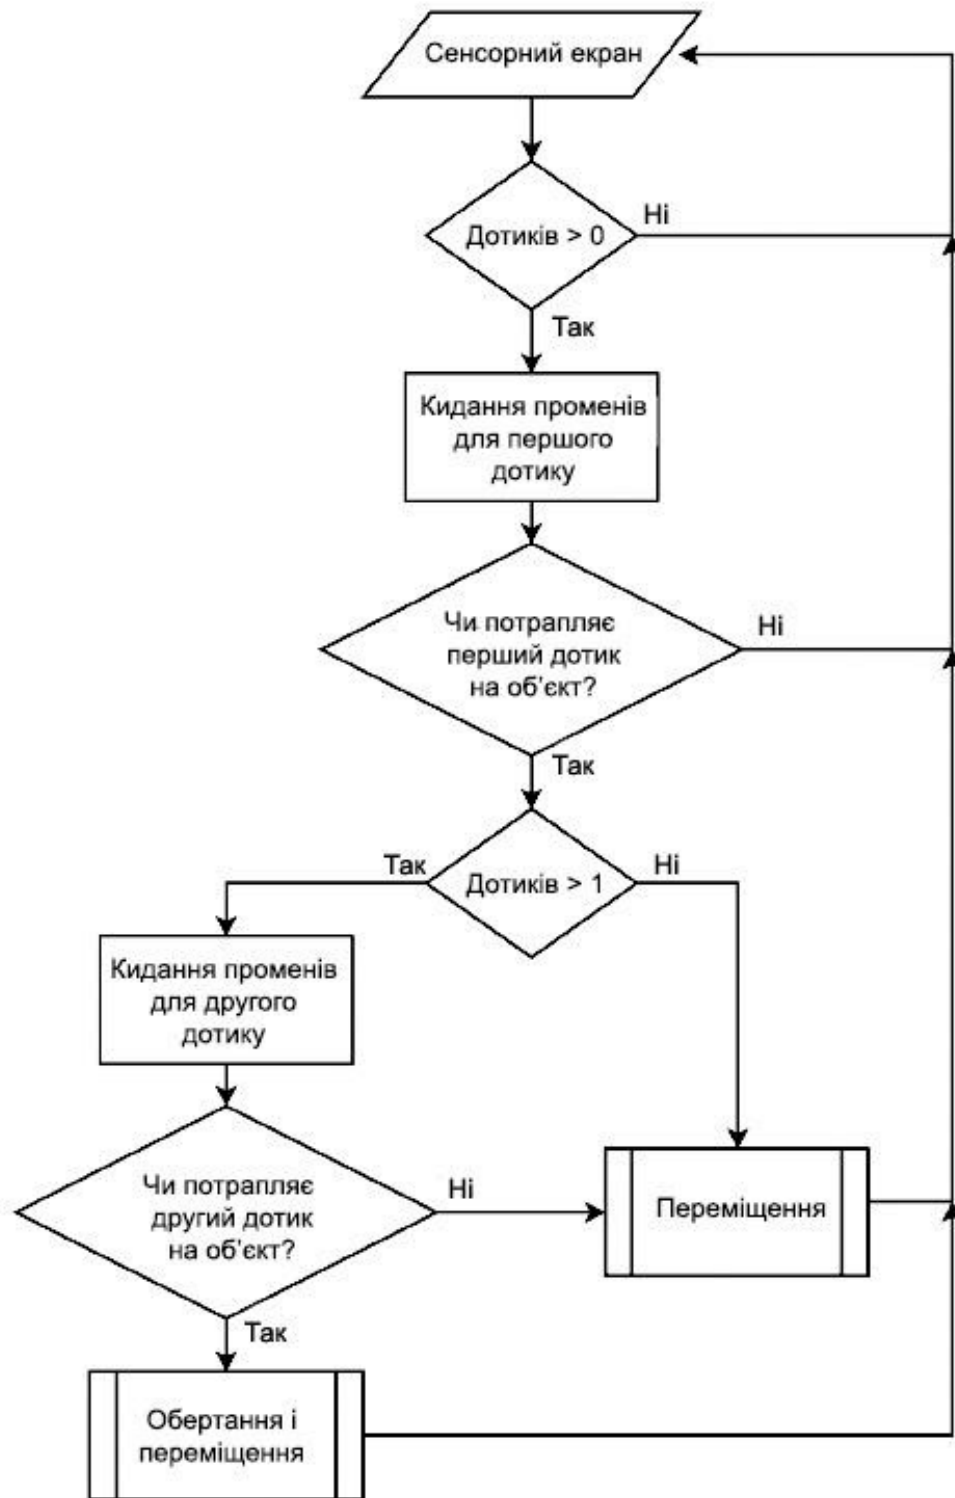 Сенсорний екран
Дотиків > 0
Ні
Так
Кидання променів
для першого
дотику
Чи потрапляє
перший дотик
на об'єкт?
Ні
Так
Дотиків > 1
Так
Ні
Кидання променів
для другого
дотику
Чи потрапляє
другий дотик
на об'єкт?
Ні
Переміщення
Так
Обертання і
переміщення